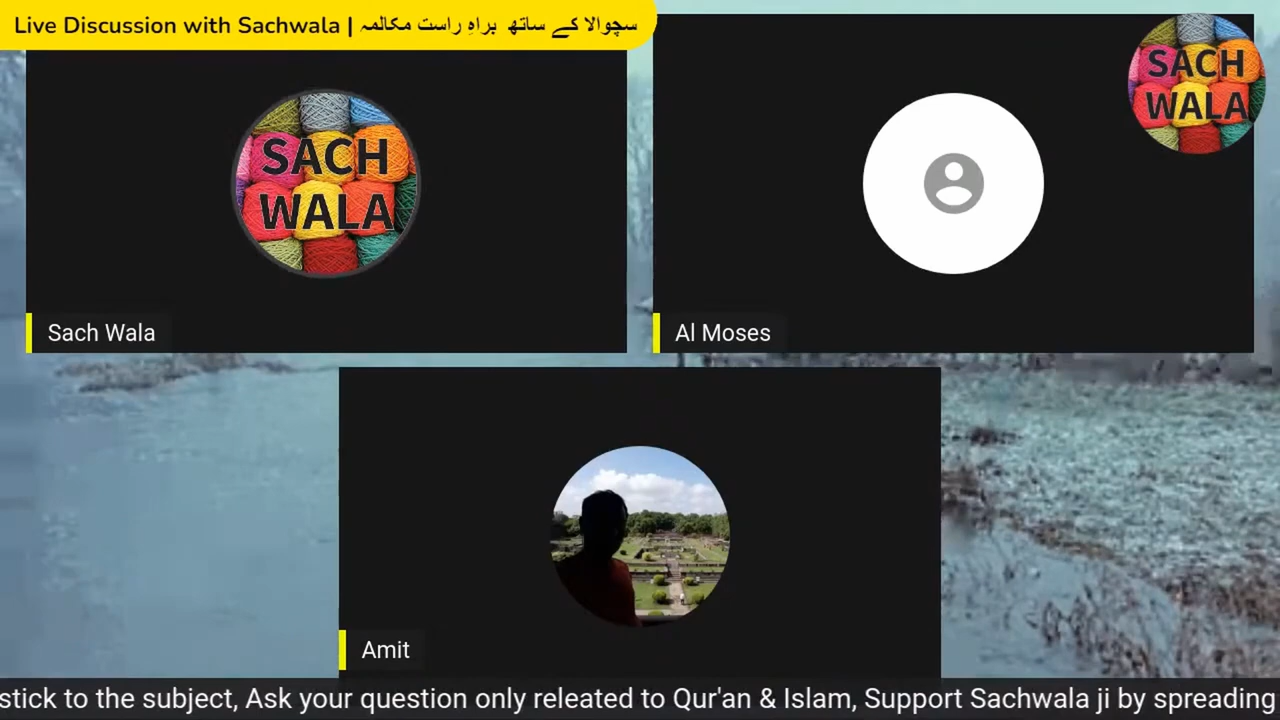 Live Discussion with Sachwala | سچوالا کے ساتھ براہِ راست مکالمہ
SACH
WALA
SACH
WALA
Sach Wala
Al Moses
Amit
stick to the subject, Ask your question only releated to Qur'an & Islam, Support Sachwala ji by spreading